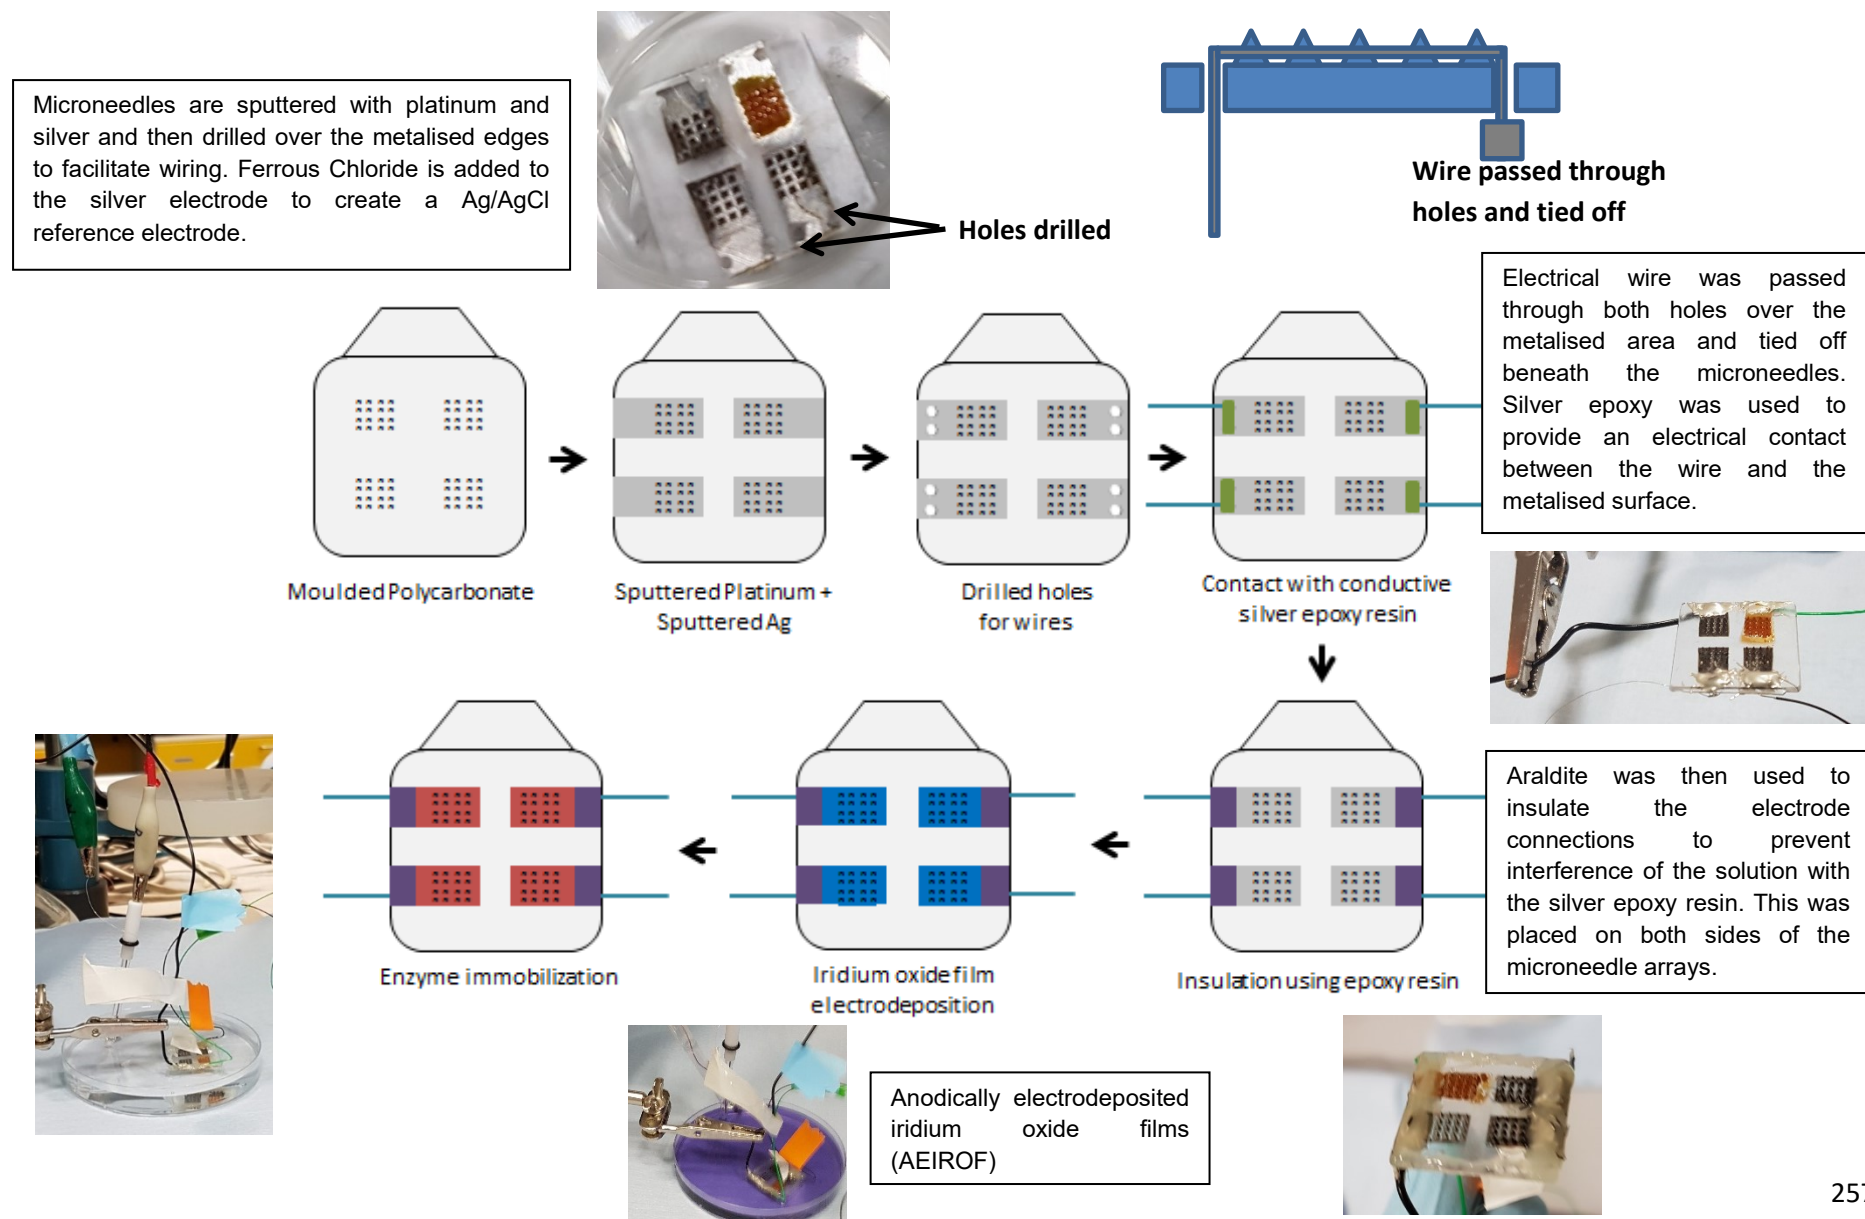 Microneedles are sputtered with platinum and
silver and then drilled over the metalised edges
to facilitate wiring. Ferrous Chloride is added to
the silver electrode to create a Ag/AgCl
reference electrode.
Holes drilled
Wire passed through
holes and tied off
Electrical wire was passed
through both holes over the
metalised area and tied off
beneath the microneedles.
Silver epoxy was used to
provide an electrical contact
between the wire and the
metalised surface.
Moulded Polycarbonate
Sputtered Platinum +
Sputtered Ag
Drilled holes
for wires
Contact with conductive
silver epoxy resin
Araldite was then used to
insulate the electrode
connections to prevent
interference of the solution with
the silver epoxy resin. This was
placed on both sides of the
microneedle arrays.
Enzyme immobilization
Iridium oxide film
electrodeposition
Insulation using epoxy resin
Anodically electrodeposited
iridium oxide films
(AEIROF)
257